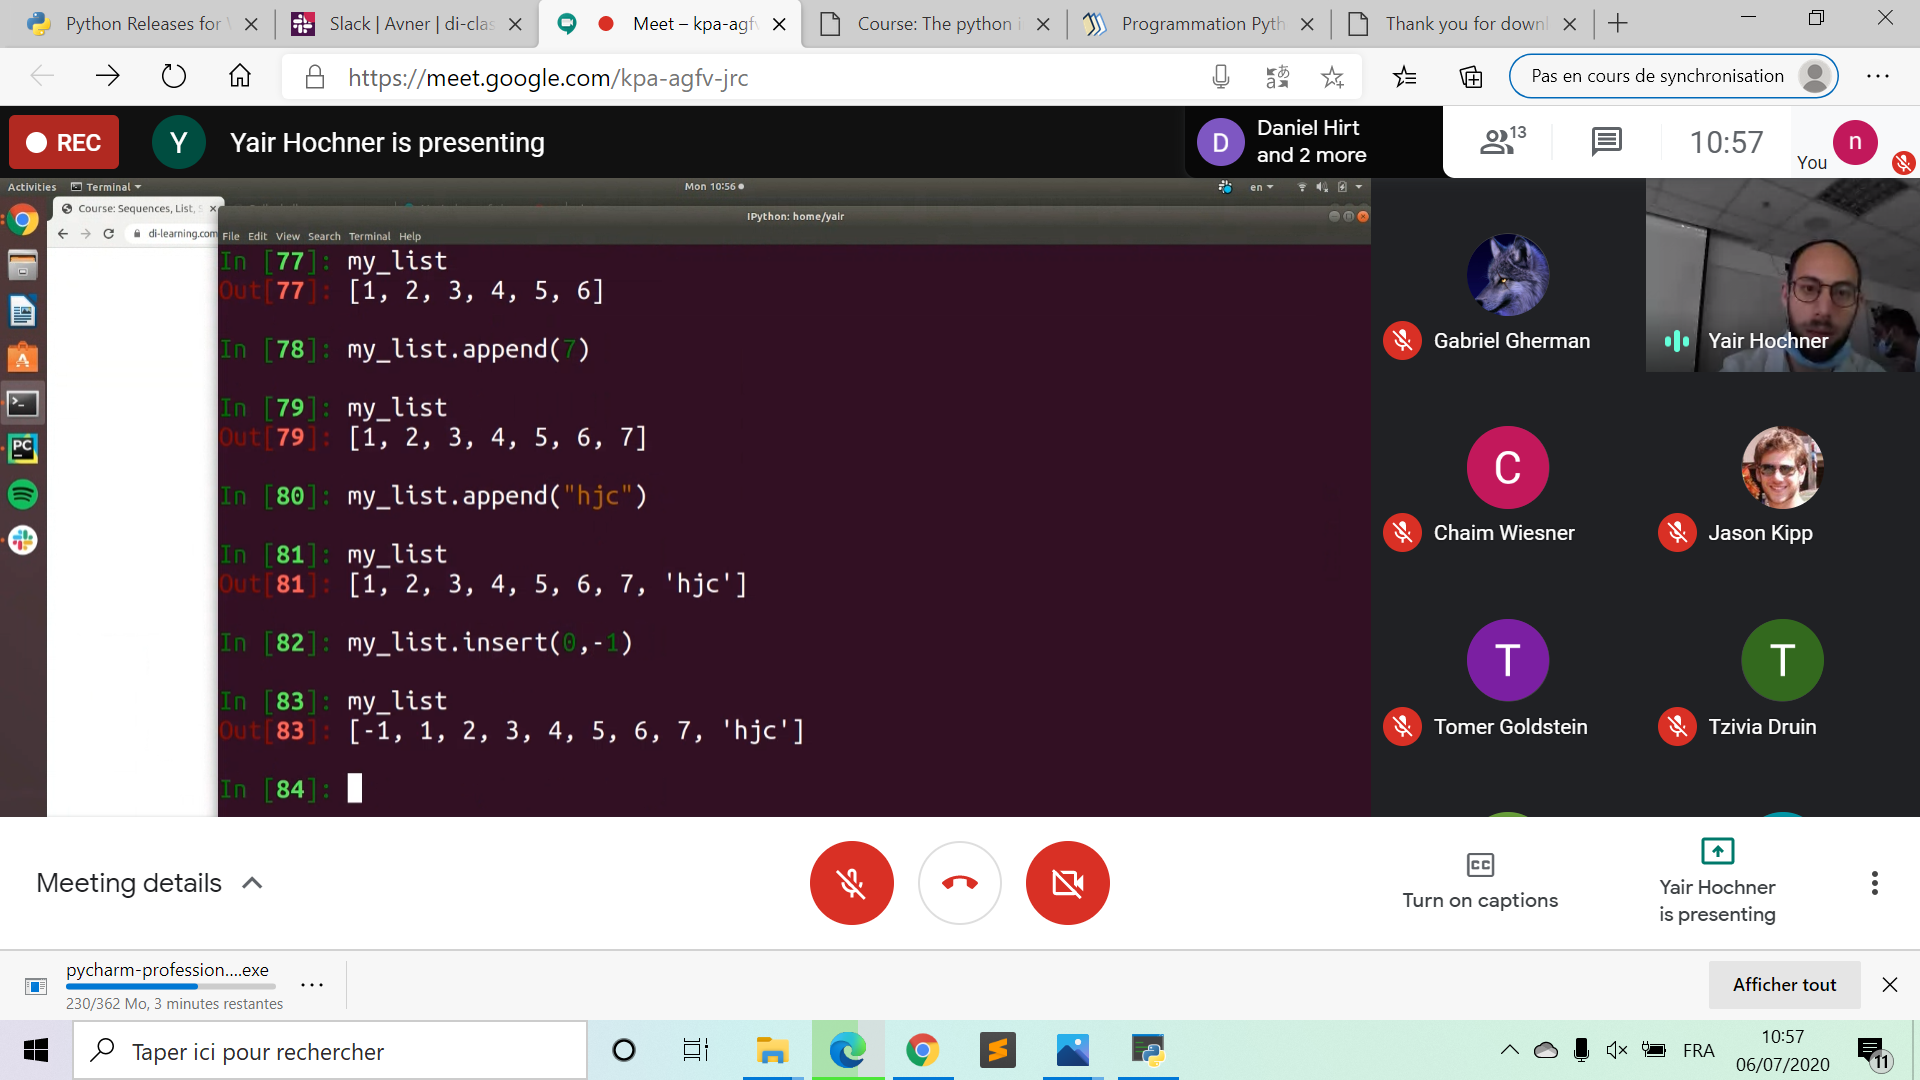 Python Releases for
Slack | Avner | di-clas
Meet – kpa-agfv
Course: The python i
Programmation Pyth
Thank you for downl
https://meet.google.com/kpa-agfv-jrc
Pas en cours de synchronisation
REC
Y
Yair Hochner is presenting
D
Daniel Hirt
and 2 more
13
10:57
You
n
Activities
Terminal
Mon 10:56
en
Course: Sequences, List, S
di-learning.com
IPython: home/yair
File Edit View Search Terminal Help
In [77]: my_list
Out[77]: [1, 2, 3, 4, 5, 6]
In [78]: my_list.append(7)
In [79]: my_list
Out[79]: [1, 2, 3, 4, 5, 6, 7]
In [80]: my_list.append("hjc")
In [81]: my_list
Out[81]: [1, 2, 3, 4, 5, 6, 7, 'hjc']
In [82]: my_list.insert(0,-1)
In [83]: my_list
Out[83]: [-1, 1, 2, 3, 4, 5, 6, 7, 'hjc']
In [84]:
PC
Gabriel Gherman
Yair Hochner
C
Chaim Wiesner
Jason Kipp
T
Tomer Goldstein
T
Tzivia Druin
Meeting details
CC
Turn on captions
Yair Hochner
is presenting
pycharm-profession....exe
230/362 Mo, 3 minutes restantes
Afficher tout
Taper ici pour rechercher
FRA
10:57
06/07/2020
11